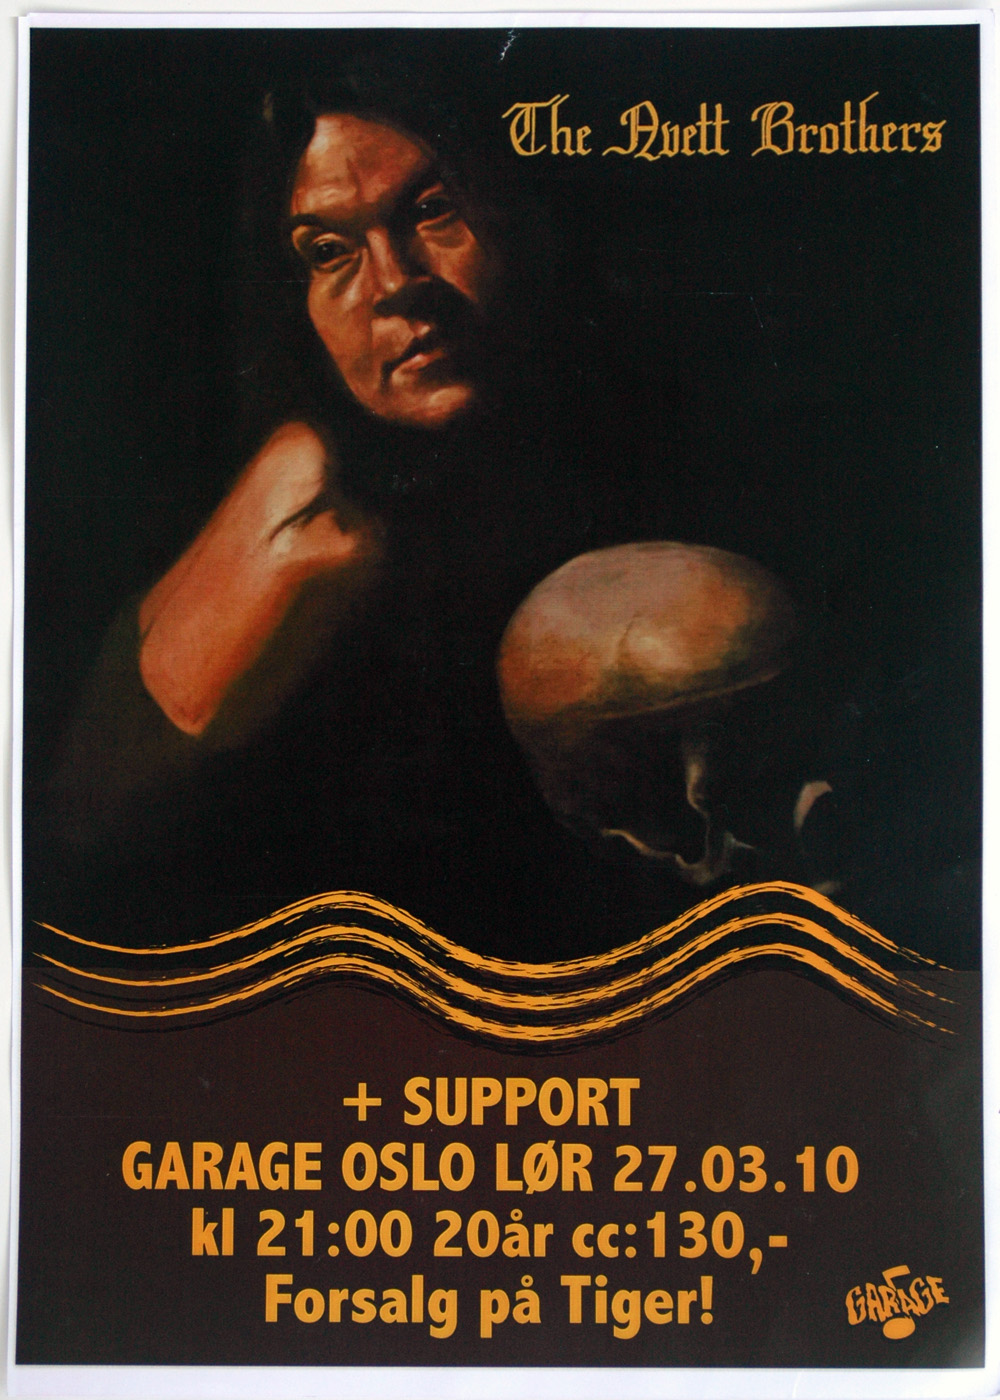 The Avett Brothers
+ SUPPORT
GARAGE OSLO LØR 27.03.10
kl 21:00 20år cc:130,-
Forsalg på Tiger!
GARAGE